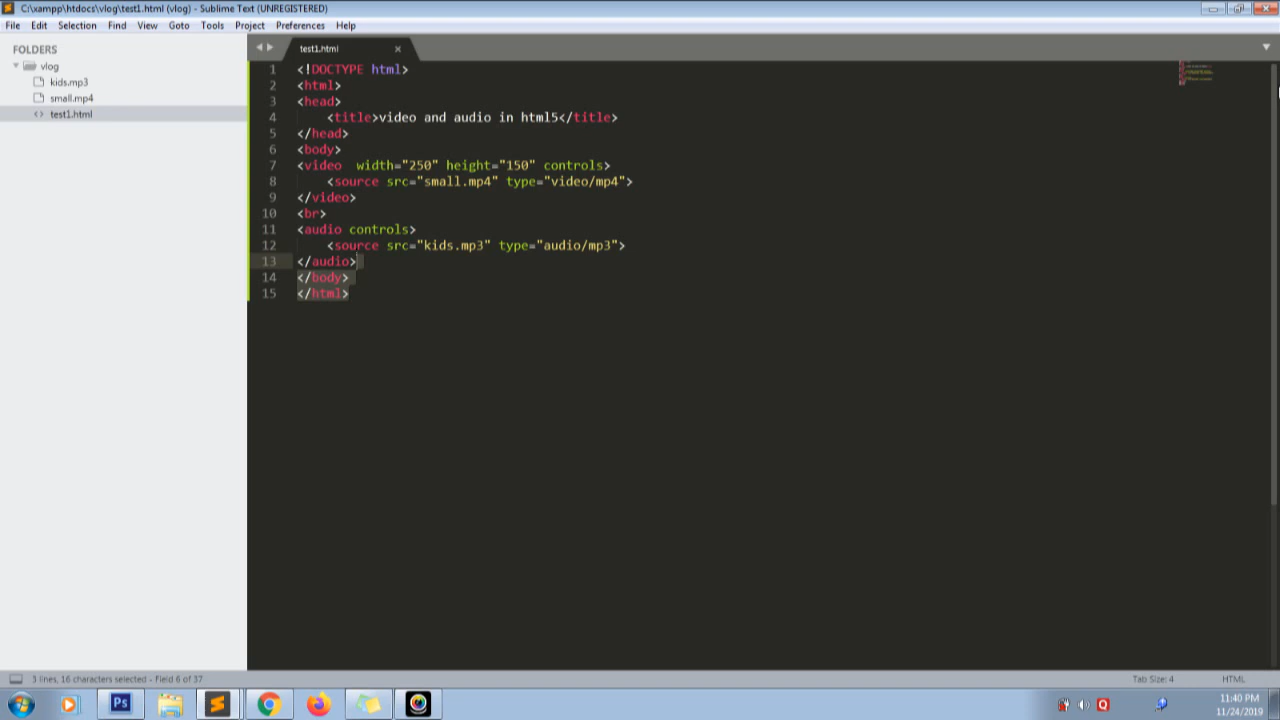 C:\xampp\htdocs\vlog\test1.html (vlog) - Sublime Text (UNREGISTERED)
File Edit Selection Find View Goto Tools Project Preferences Help
FOLDERS
vlog
kids.mp3
small.mp4
<> test1.html
test1.html
1 <!DOCTYPE html>
2 <html>
3 <head>
4     <title>video and audio in html5</title>
5 </head>
6 <body>
7 <video  width="250" height="150" controls>
8     <source src="small.mp4" type="video/mp4">
9 </video>
10 <br>
11 <audio controls>
12     <source src="kids.mp3" type="audio/mp3">
13 </audio>
14 </body>
15 </html>
3 lines, 16 characters selected - Field 6 of 37
Tab Size: 4
HTML
Ps
Q
11:40 PM
11/24/2019